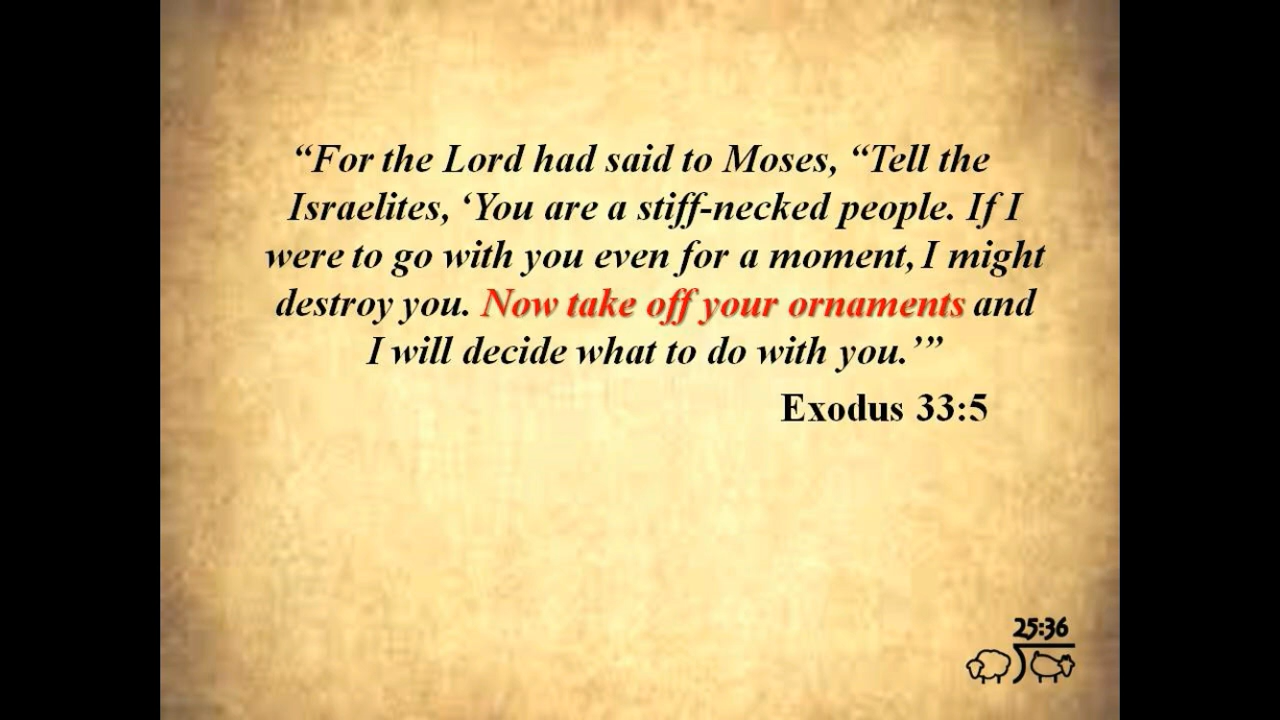 “For the Lord had said to Moses, “Tell the
Israelites, ‘You are a stiff-necked people. If I
were to go with you even for a moment, I might
destroy you. Now take off your ornaments and
I will decide what to do with you.’”
Exodus 33:5
25:36